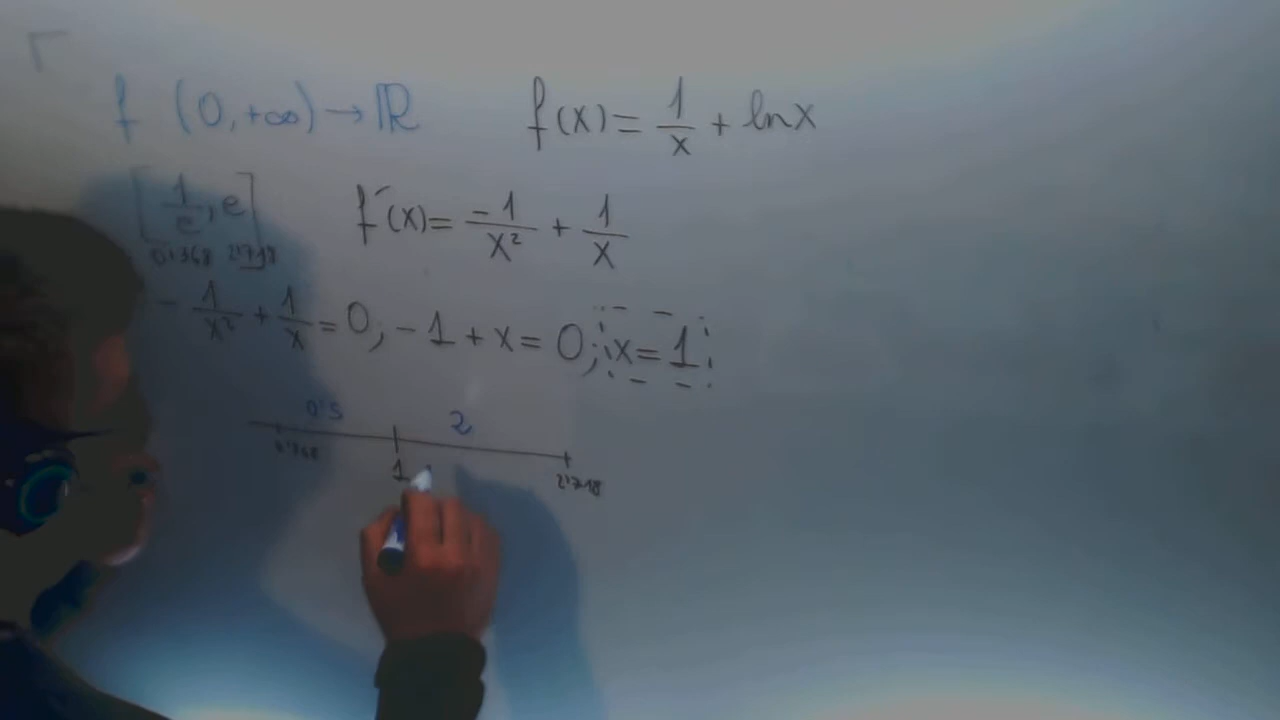 f (0, +∞) → ℝ f(x) = 1/x + ln x
[1/e, e] f´(x) = -1/x² + 1/x
0'368 2'718
- 1/x² + 1/x = 0; -1 + x = 0; x = 1
0'5 2
0'368 1 2'718